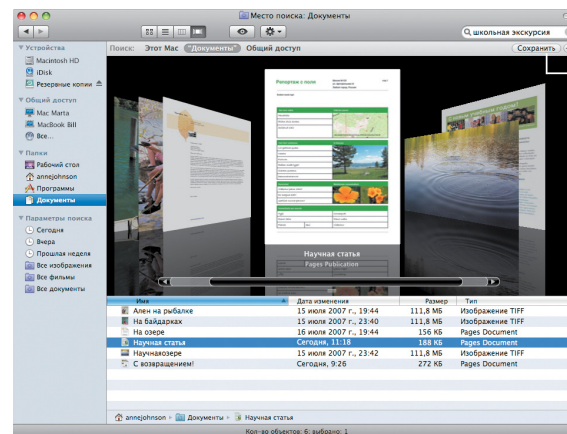 Место поиска: Документы
школьная экскурсия
Поиск: Этот Mac "Документы" Общий доступ Сохранить
Устройства
Macintosh HD
iDisk
Резервные копии
Общий доступ
Mac Marta
MacBook Bill
Все...
Папки
Рабочий стол
annejohnson
Программы
Документы
Параметры поиска
Сегодня
Вчера
Прошлая неделя
Все изображения
Все фильмы
Все документы
Репортаж с поля
Научная статья
Pages Publication
Имя Дата изменения Размер Тип
Ален на рыбалке 15 июля 2007 г., 19:44 111,8 МБ Изображение TIFF
На байдарках 15 июля 2007 г., 23:40 111,8 МБ Изображение TIFF
На озере 16 июля 2007 г., 19:44 156 КБ Pages Document
Научная статья Сегодня, 11:18 188 КБ Pages Document
Научнаяозере 15 июля 2007 г., 23:42 111,8 МБ Изображение TIFF
С возвращением! Сегодня, 9:26 272 КБ Pages Document
annejohnson Документы Научная статья
Кол-во объектов: 6; выбрано: 1